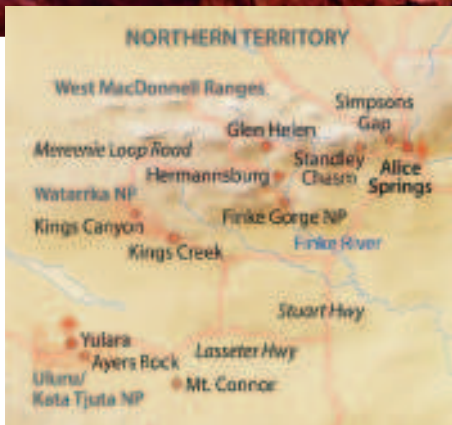 NORTHERN TERRITORY
West MacDonnell Ranges
Simpsons
Gap
Glen Helen
Mereenie Loop Road
Standley
Chasm
Alice
Springs
Hermannsburg
Watarrka NP
Kings Canyon
Finke Gorge NP
Kings Creek
Finke River
Stuart Hwy
Yulara
Ayers Rock
Lasseter Hwy
Uluru/
Kata Tjuta NP
Mt. Connor